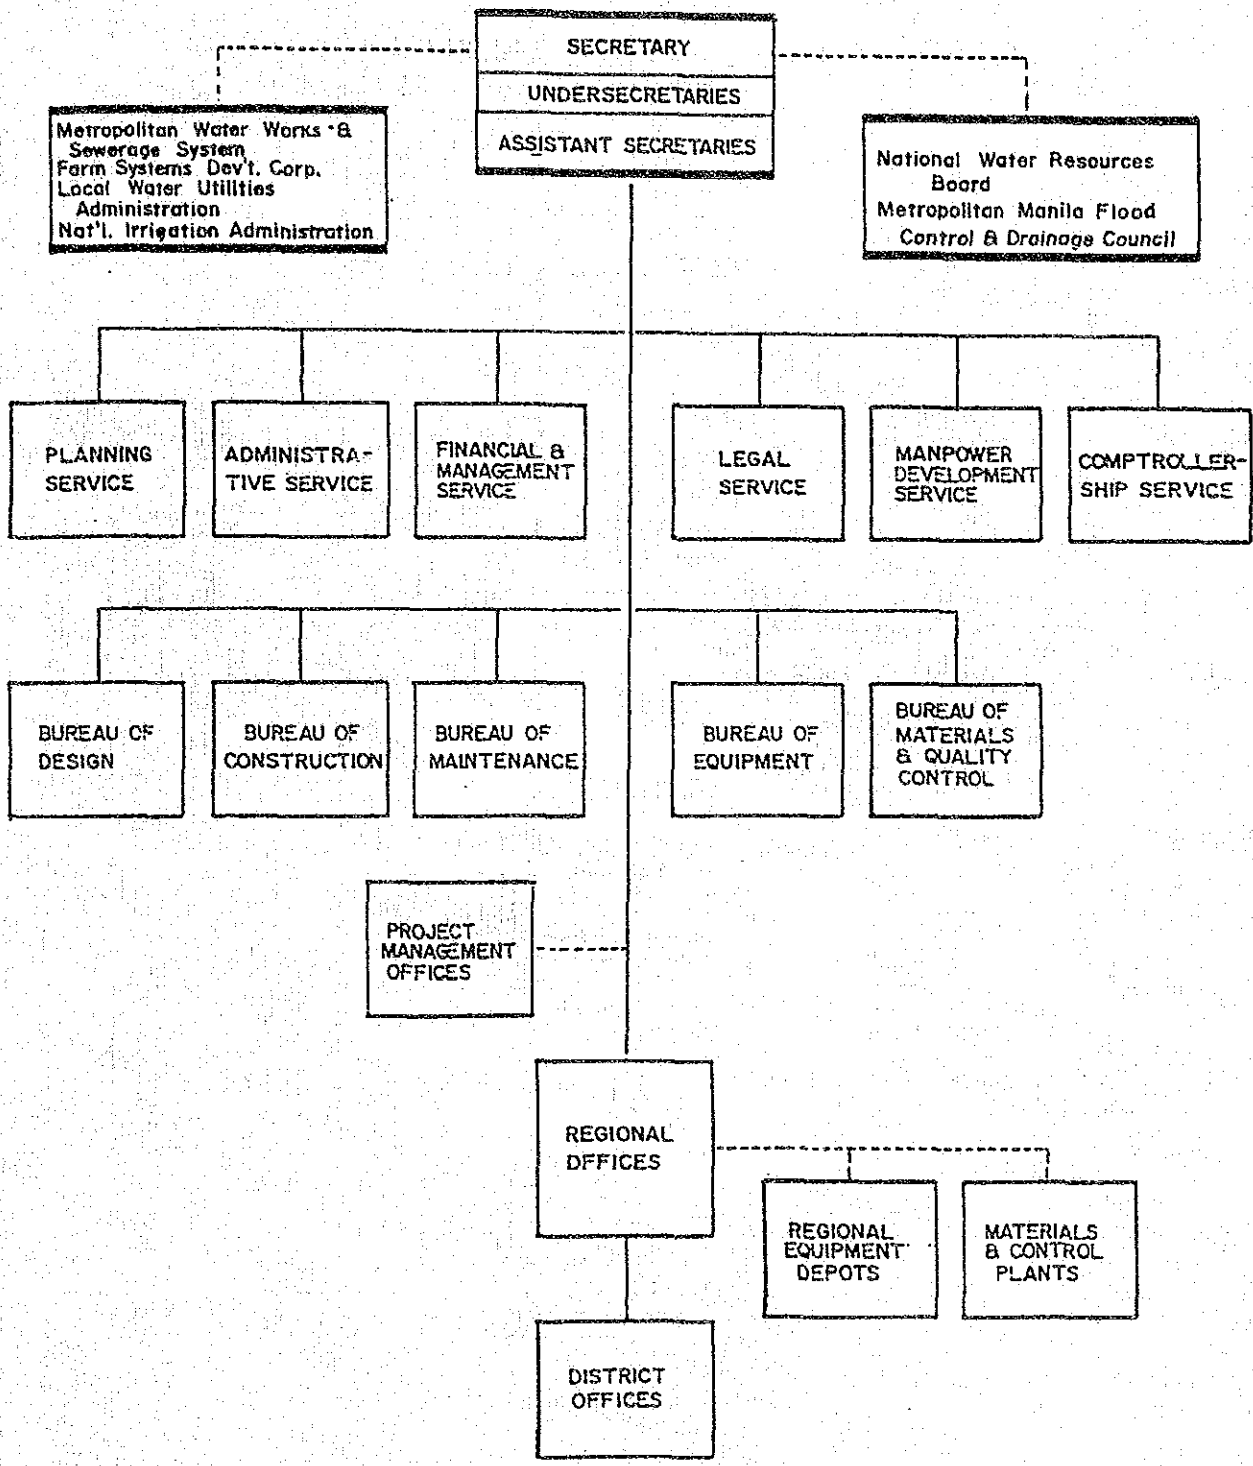 SECRETARY
UNDERSECRETARIES
ASSISTANT SECRETARIES
Metropolitan Water Works & 
Sewerage System
Farm Systems Dev't. Corp.
Local Water Utilities
Administration
Nat'l. Irrigation Administration
National Water Resources
Board
Metropolitan Manila Flood
Control & Drainage Council
PLANNING
SERVICE
ADMINISTRA-
TIVE SERVICE
FINANCIAL &
MANAGEMENT
SERVICE
LEGAL
SERVICE
MANPOWER
DEVELOPMENT
SERVICE
COMPTROLLER-
SHIP SERVICE
BUREAU OF
DESIGN
BUREAU OF
CONSTRUCTION
BUREAU OF
MAINTENANCE
BUREAU OF
EQUIPMENT
BUREAU OF
MATERIALS
& QUALITY
CONTROL
PROJECT
MANAGEMENT
OFFICES
REGIONAL
OFFICES
REGIONAL
EQUIPMENT
DEPOTS
MATERIALS
& CONTROL
PLANTS
DISTRICT
OFFICES